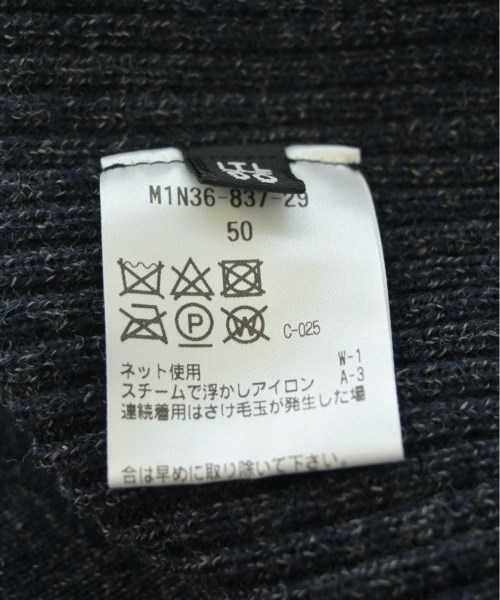 M1N36-837-29
50
P
W
C-025
ネット使用 W-1
スチームで浮かしアイロン A-3
連続着用はさけ毛玉が発生した場
合は早めに取り除いて下さい。